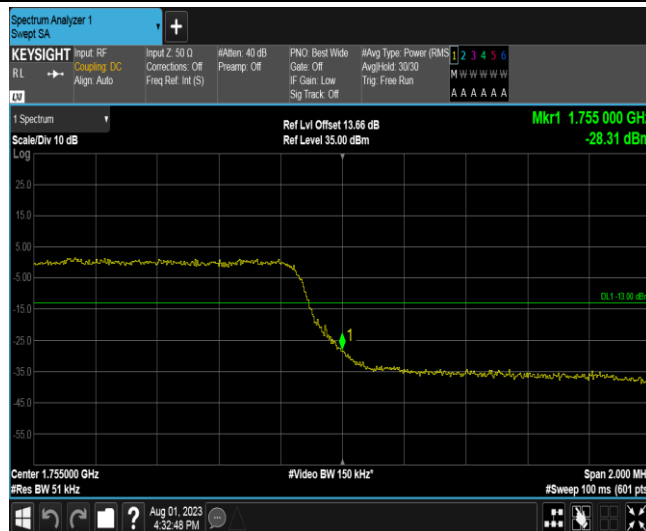 Spectrum Analyzer 1
Swept SA
KEYSIGHT
RL
LXI
Input: RF
Coupling: DC
Align: Auto
Input Z: 50 Ω
Corrections: Off
Freq Ref: Int (S)
#Atten: 40 dB
Preamp: Off
PNO: Best Wide
Gate: Off
IF Gain: Low
Sig Track: Off
#Avg Type: Power (RMS
Avg|Hold: 30/30
Trig: Free Run
1 2 3 4 5 6
M W W W W W
A A A A A A
1 Spectrum
Scale/Div 10 dB
Log
Ref Lvl Offset 13.66 dB
Ref Level 35.00 dBm
Mkr1 1.755 000 GHz
-28.31 dBm
25.0
15.0
5.00
-5.00
-15.0
-25.0
-35.0
-45.0
-55.0
DL1 -13.00 dBm
1
Center 1.755000 GHz
#Res BW 51 kHz
#Video BW 150 kHz*
Span 2.000 MH
#Sweep 100 ms (601 pts
?
Aug 01, 2023
4:32:48 PM